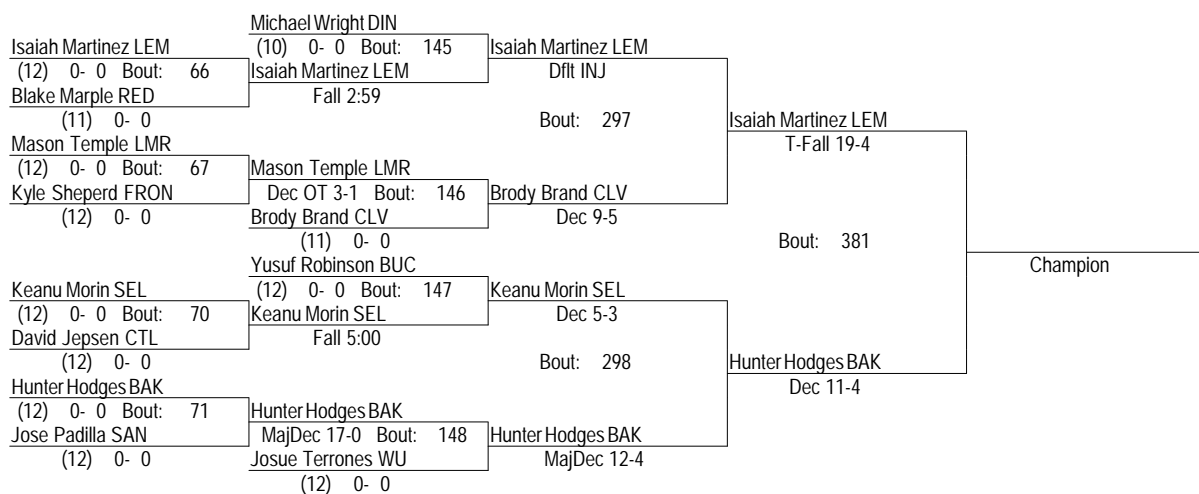 Michael Wright DIN
Isaiah Martinez LEM
(10) 0- 0 Bout: 145
Isaiah Martinez LEM
(12) 0- 0 Bout: 66
Isaiah Martinez LEM
Dflt INJ
Blake Marple RED
Fall 2:59
(11) 0- 0
Bout: 297
Isaiah Martinez LEM
Mason Temple LMR
T-Fall 19-4
(12) 0- 0 Bout: 67
Mason Temple LMR
Kyle Sheperd FRON
Dec OT 3-1 Bout: 146
Brody Brand CLV
(12) 0- 0
Brody Brand CLV
Dec 9-5
(11) 0- 0
Bout: 381
Yusuf Robinson BUC
Champion
Keanu Morin SEL
(12) 0- 0 Bout: 147
Keanu Morin SEL
(12) 0- 0 Bout: 70
Keanu Morin SEL
Dec 5-3
David Jepsen CTL
Fall 5:00
(12) 0- 0
Bout: 298
Hunter Hodges BAK
Hunter Hodges BAK
Dec 11-4
(12) 0- 0 Bout: 71
Hunter Hodges BAK
Jose Padilla SAN
MajDec 17-0 Bout: 148
Hunter Hodges BAK
(12) 0- 0
Josue Terrones WU
MajDec 12-4
(12) 0- 0